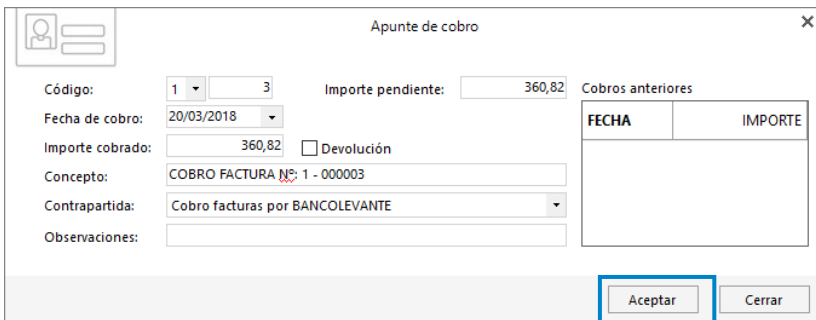 Apunte de cobro
Código: 1 3 Importe pendiente: 360,82 Cobros anteriores
Fecha de cobro: 20/03/2018 FECHA IMPORTE
Importe cobrado: 360,82 Devolución
Concepto: COBRO FACTURA Nº: 1 - 000003
Contrapartida: Cobro facturas por BANCOLEVANTE
Observaciones:
Aceptar Cerrar